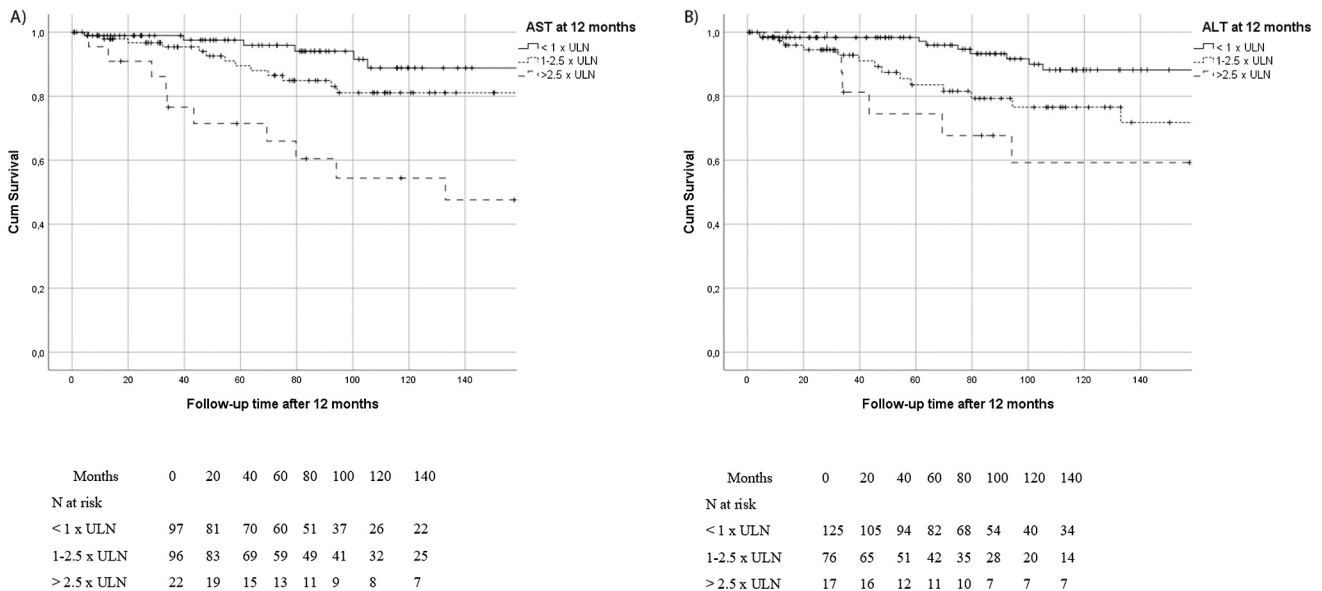 A)
AST at 12 months
< 1 x ULN
1-2.5 x ULN
>2.5 x ULN
1,0
0,8
0,6
0,4
0,2
0,0
Cum Survival
0 20 40 60 80 100 120 140
Follow-up time after 12 months
Months 0 20 40 60 80 100 120 140
N at risk
< 1 x ULN 97 81 70 60 51 37 26 22
1-2.5 x ULN 96 83 69 59 49 41 32 25
> 2.5 x ULN 22 19 15 13 11 9 8 7
B)
ALT at 12 months
< 1 x ULN
1-2.5 x ULN
>2.5 x ULN
1,0
0,8
0,6
0,4
0,2
0,0
Cum Survival
0 20 40 60 80 100 120 140
Follow-up time after 12 months
Months 0 20 40 60 80 100 120 140
N at risk
< 1 x ULN 125 105 94 82 68 54 40 34
1-2.5 x ULN 76 65 51 42 35 28 20 14
> 2.5 x ULN 17 16 12 11 10 7 7 7